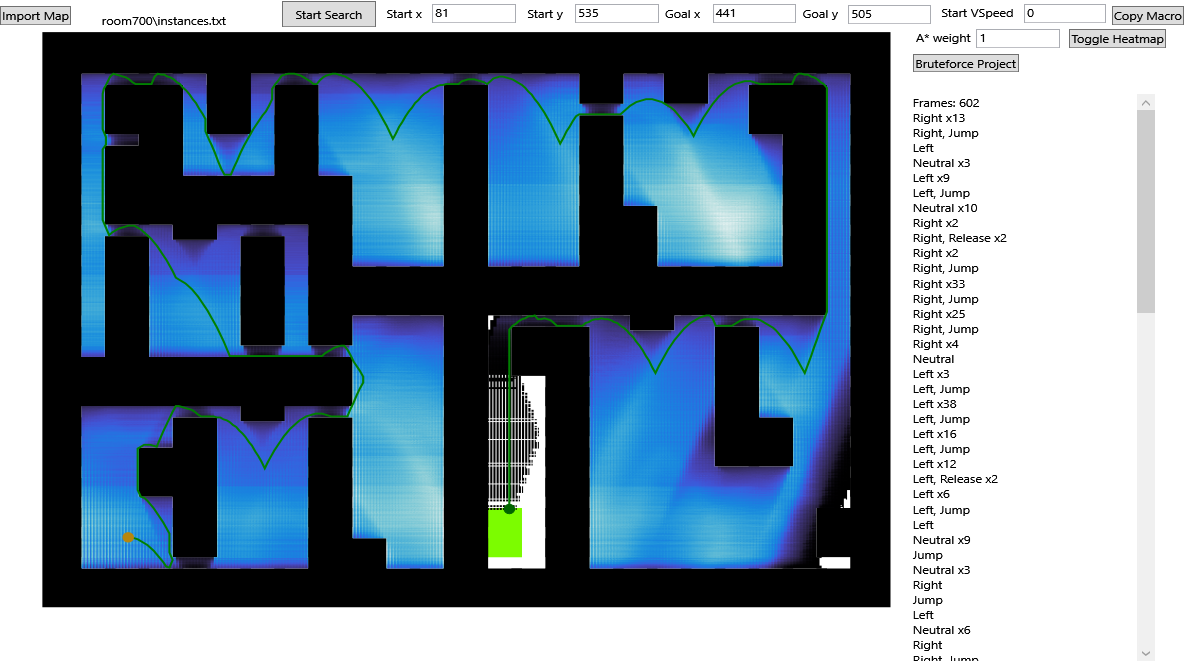 Import Map room700\instances.txt Start Search Start x 81 Start y 535 Goal x 441 Goal y 505 Start VSpeed 0 Copy Macro
A* weight 1 Toggle Heatmap
Bruteforce Project
Frames: 602
Right x13
Right, Jump
Left
Neutral x3
Left x9
Left, Jump
Neutral x10
Right x2
Right, Release x2
Right x2
Right, Jump
Right x33
Right, Jump
Right x25
Right, Jump
Right x4
Neutral
Left x3
Left, Jump
Left x38
Left, Jump
Left x16
Left, Jump
Left x12
Left, Release x2
Left x6
Left, Jump
Left
Neutral x9
Jump
Neutral x3
Right
Jump
Left
Neutral x6
Right
Right, Jump